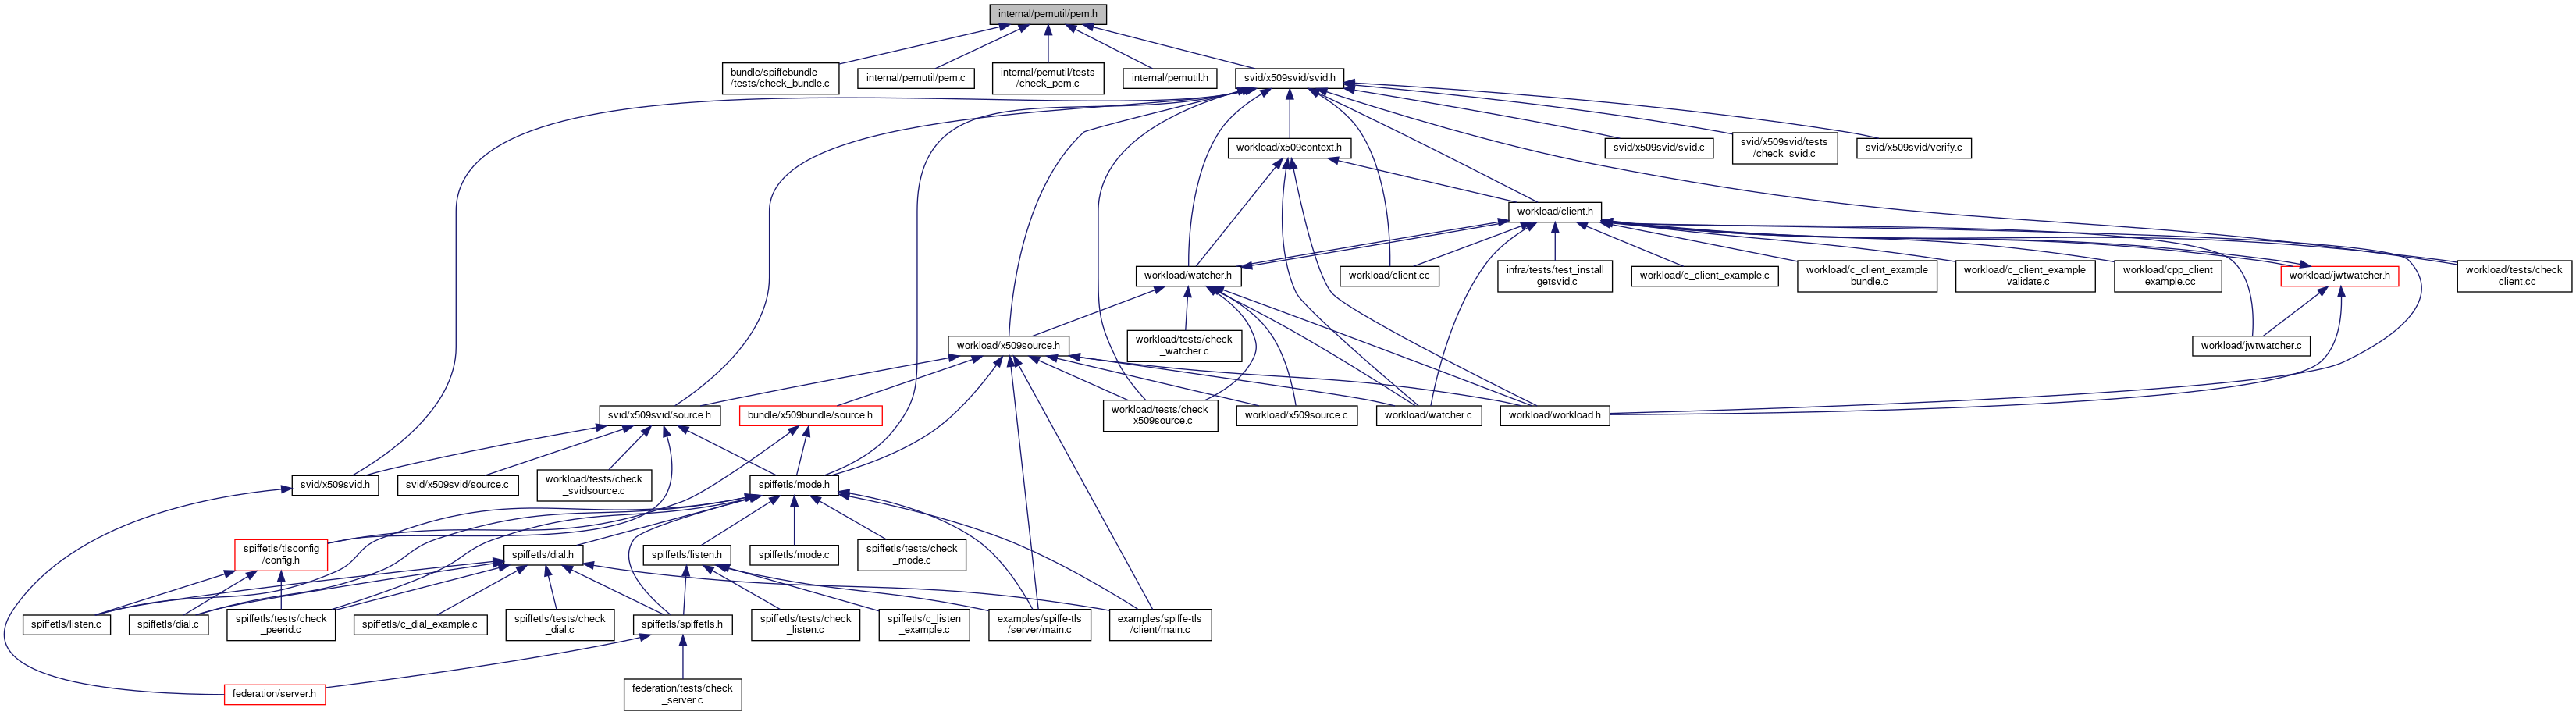 internal/pemutil/pem.h
bundle/spiffebundle
/tests/check_bundle.c
internal/pemutil/pem.c
internal/pemutil/tests
/check_pem.c
internal/pemutil.h
svid/x509svid/svid.h
workload/x509context.h
svid/x509svid/svid.c
svid/x509svid/tests
/check_svid.c
svid/x509svid/verify.c
workload/client.h
workload/watcher.h
workload/client.cc
infra/tests/test_install
_getsvid.c
workload/c_client_example.c
workload/c_client_example
_bundle.c
workload/c_client_example
_validate.c
workload/cpp_client
_example.cc
workload/jwtwatcher.h
workload/tests/check
_client.cc
workload/x509source.h
workload/tests/check
_watcher.c
workload/jwtwatcher.c
svid/x509svid/source.h
bundle/x509bundle/source.h
workload/tests/check
_x509source.c
workload/x509source.c
workload/watcher.c
workload/workload.h
svid/x509svid.h
svid/x509svid/source.c
workload/tests/check
_svidsource.c
spiffetls/mode.h
spiffetls/tlsconfig
/config.h
spiffetls/dial.h
spiffetls/listen.h
spiffetls/mode.c
spiffetls/tests/check
_mode.c
spiffetls/listen.c
spiffetls/dial.c
spiffetls/tests/check
_peerid.c
spiffetls/c_dial_example.c
spiffetls/tests/check
_dial.c
spiffetls/spiffetls.h
spiffetls/tests/check
_listen.c
spiffetls/c_listen
_example.c
examples/spiffe-tls
/server/main.c
examples/spiffe-tls
/client/main.c
federation/server.h
federation/tests/check
_server.c